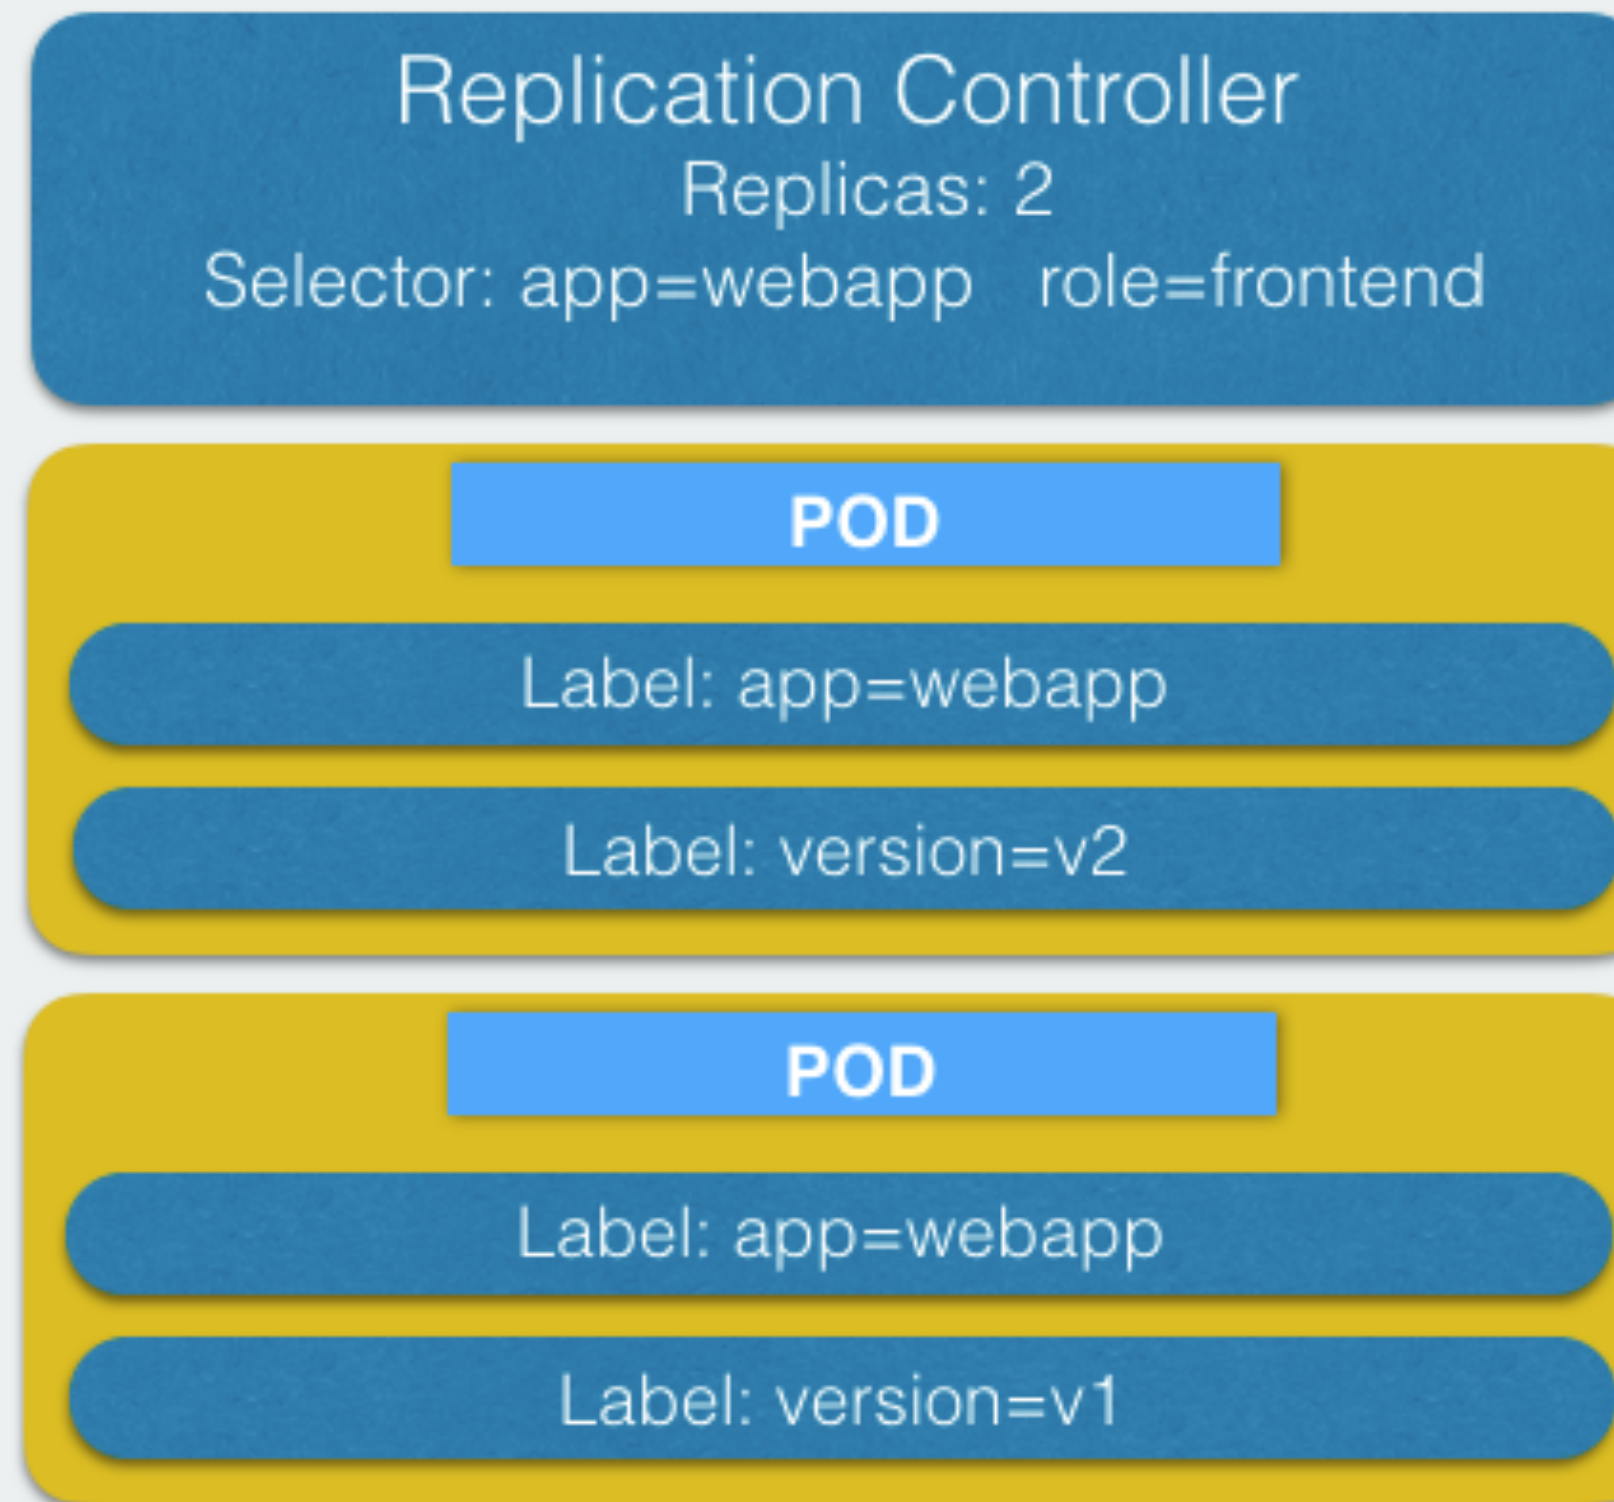 Replication Controller
Replicas: 2
Selector: app=webapp role=frontend
POD
Label: app=webapp
Label: version=v2
POD
Label: app=webapp
Label: version=v1